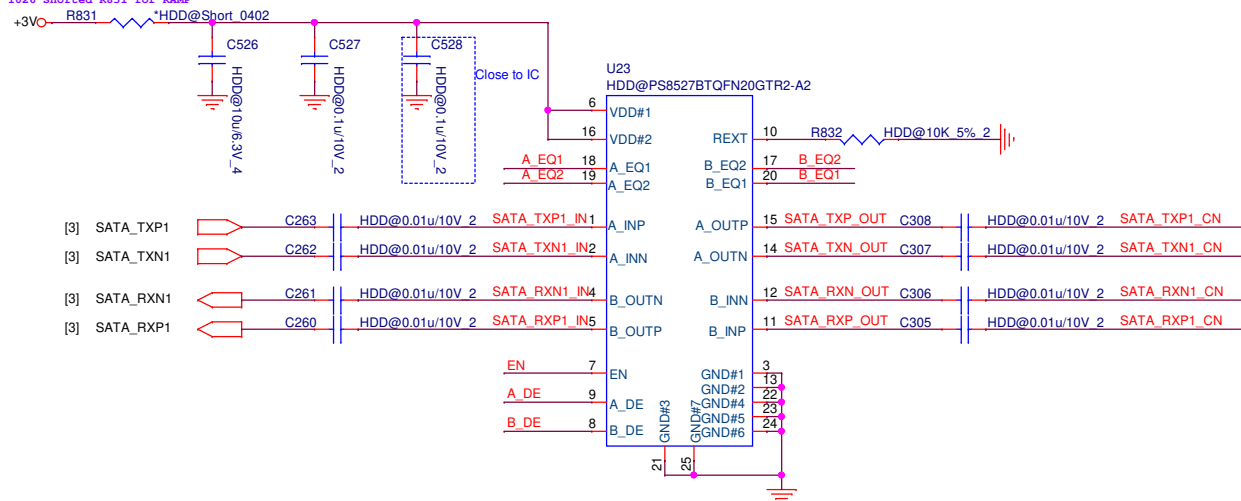 1026 Shorted R831 for RAMP
+3V R831 *HDD@Short_0402
C526 C527 C528
HDD@10u/6.3V_4 HDD@0.1u/10V_2 HDD@0.1u/10V_2
Close to IC
U23
HDD@PS8527BTQFN20GTR2-A2
6 VDD#1
16 VDD#2 REXT 10 R832 HDD@10K_5%_2
A_EQ1 18 A_EQ1 B_EQ2 17 B_EQ2
A_EQ2 19 A_EQ2 B_EQ1 20 B_EQ1
[3] SATA_TXP1 C263 HDD@0.01u/10V_2 SATA_TXP1_IN 1 A_INP A_OUTP 15 SATA_TXP_OUT C308 HDD@0.01u/10V_2 SATA_TXP1_CN
[3] SATA_TXN1 C262 HDD@0.01u/10V_2 SATA_TXN1_IN 2 A_INN A_OUTN 14 SATA_TXN_OUT C307 HDD@0.01u/10V_2 SATA_TXN1_CN
[3] SATA_RXN1 C261 HDD@0.01u/10V_2 SATA_RXN1_IN 4 B_OUTN B_INN 12 SATA_RXN_OUT C306 HDD@0.01u/10V_2 SATA_RXN1_CN
[3] SATA_RXP1 C260 HDD@0.01u/10V_2 SATA_RXP1_IN 5 B_OUTP B_INP 11 SATA_RXP_OUT C305 HDD@0.01u/10V_2 SATA_RXP1_CN
EN 7 EN GND#1 3
GND#2 13
A_DE 9 A_DE GND#4 22
GND#5 23
B_DE 8 B_DE GND#6 24
GND#3 GND#7
21 25